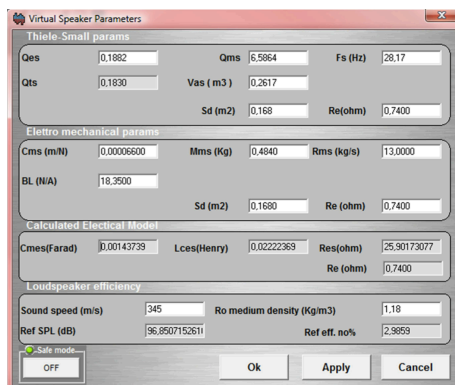 Virtual Speaker Parameters
Thiele-Small params
Qes 0,1882 Qms 6,5864 Fs (Hz) 28,17
Qts 0,1830 Vas ( m3 ) 0,2617
Sd (m2) 0,168 Re(ohm) 0,7400
Elettro mechanical params
Cms (m/N) 0,00006600 Mms (Kg) 0,4840 Rms (kg/s) 13,0000
BL (N/A) 18,3500
Sd (m2) 0,1680 Re (ohm) 0,7400
Calculated Electical Model
Cmes(Farad) 0,00143739 Lces(Henry) 0,02222369 Res(ohm) 25,90173077
Re (ohm) 0,7400
Loudspeaker efficiency
Sound speed (m/s) 345 Ro medium density (Kg/m3) 1,18
Ref SPL (dB) 96,850715261 Ref eff. no% 2,9859
Safe mode
OFF Ok Apply Cancel